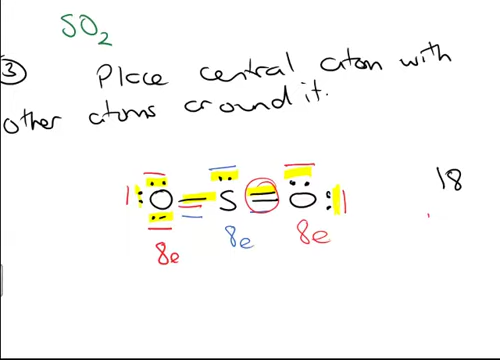 SO2
③ Place central atom with
other atoms around it.
:O-S=O: 18
8e 8e 8e